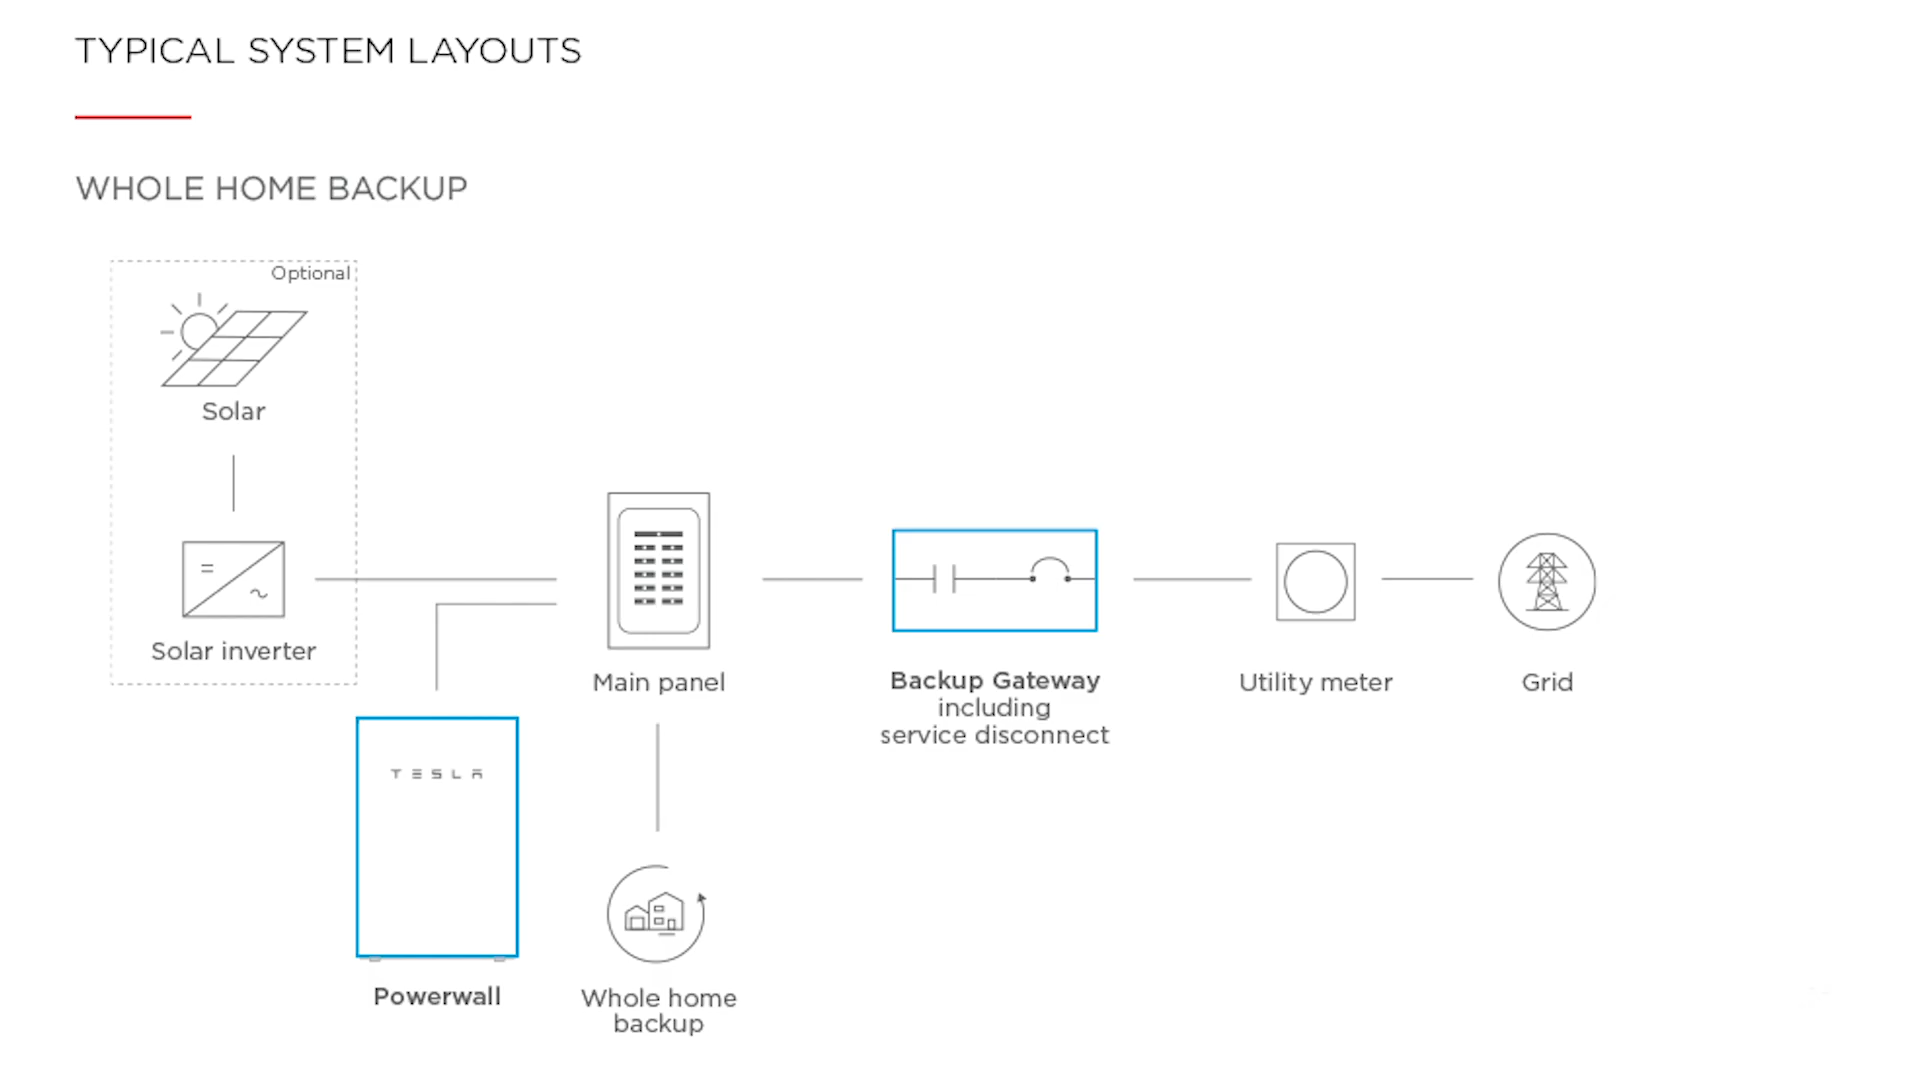 TYPICAL SYSTEM LAYOUTS
WHOLE HOME BACKUP
Optional
Solar
Solar inverter
Main panel
Backup Gateway
including
service disconnect
Utility meter
Grid
TESLA
Powerwall
Whole home
backup